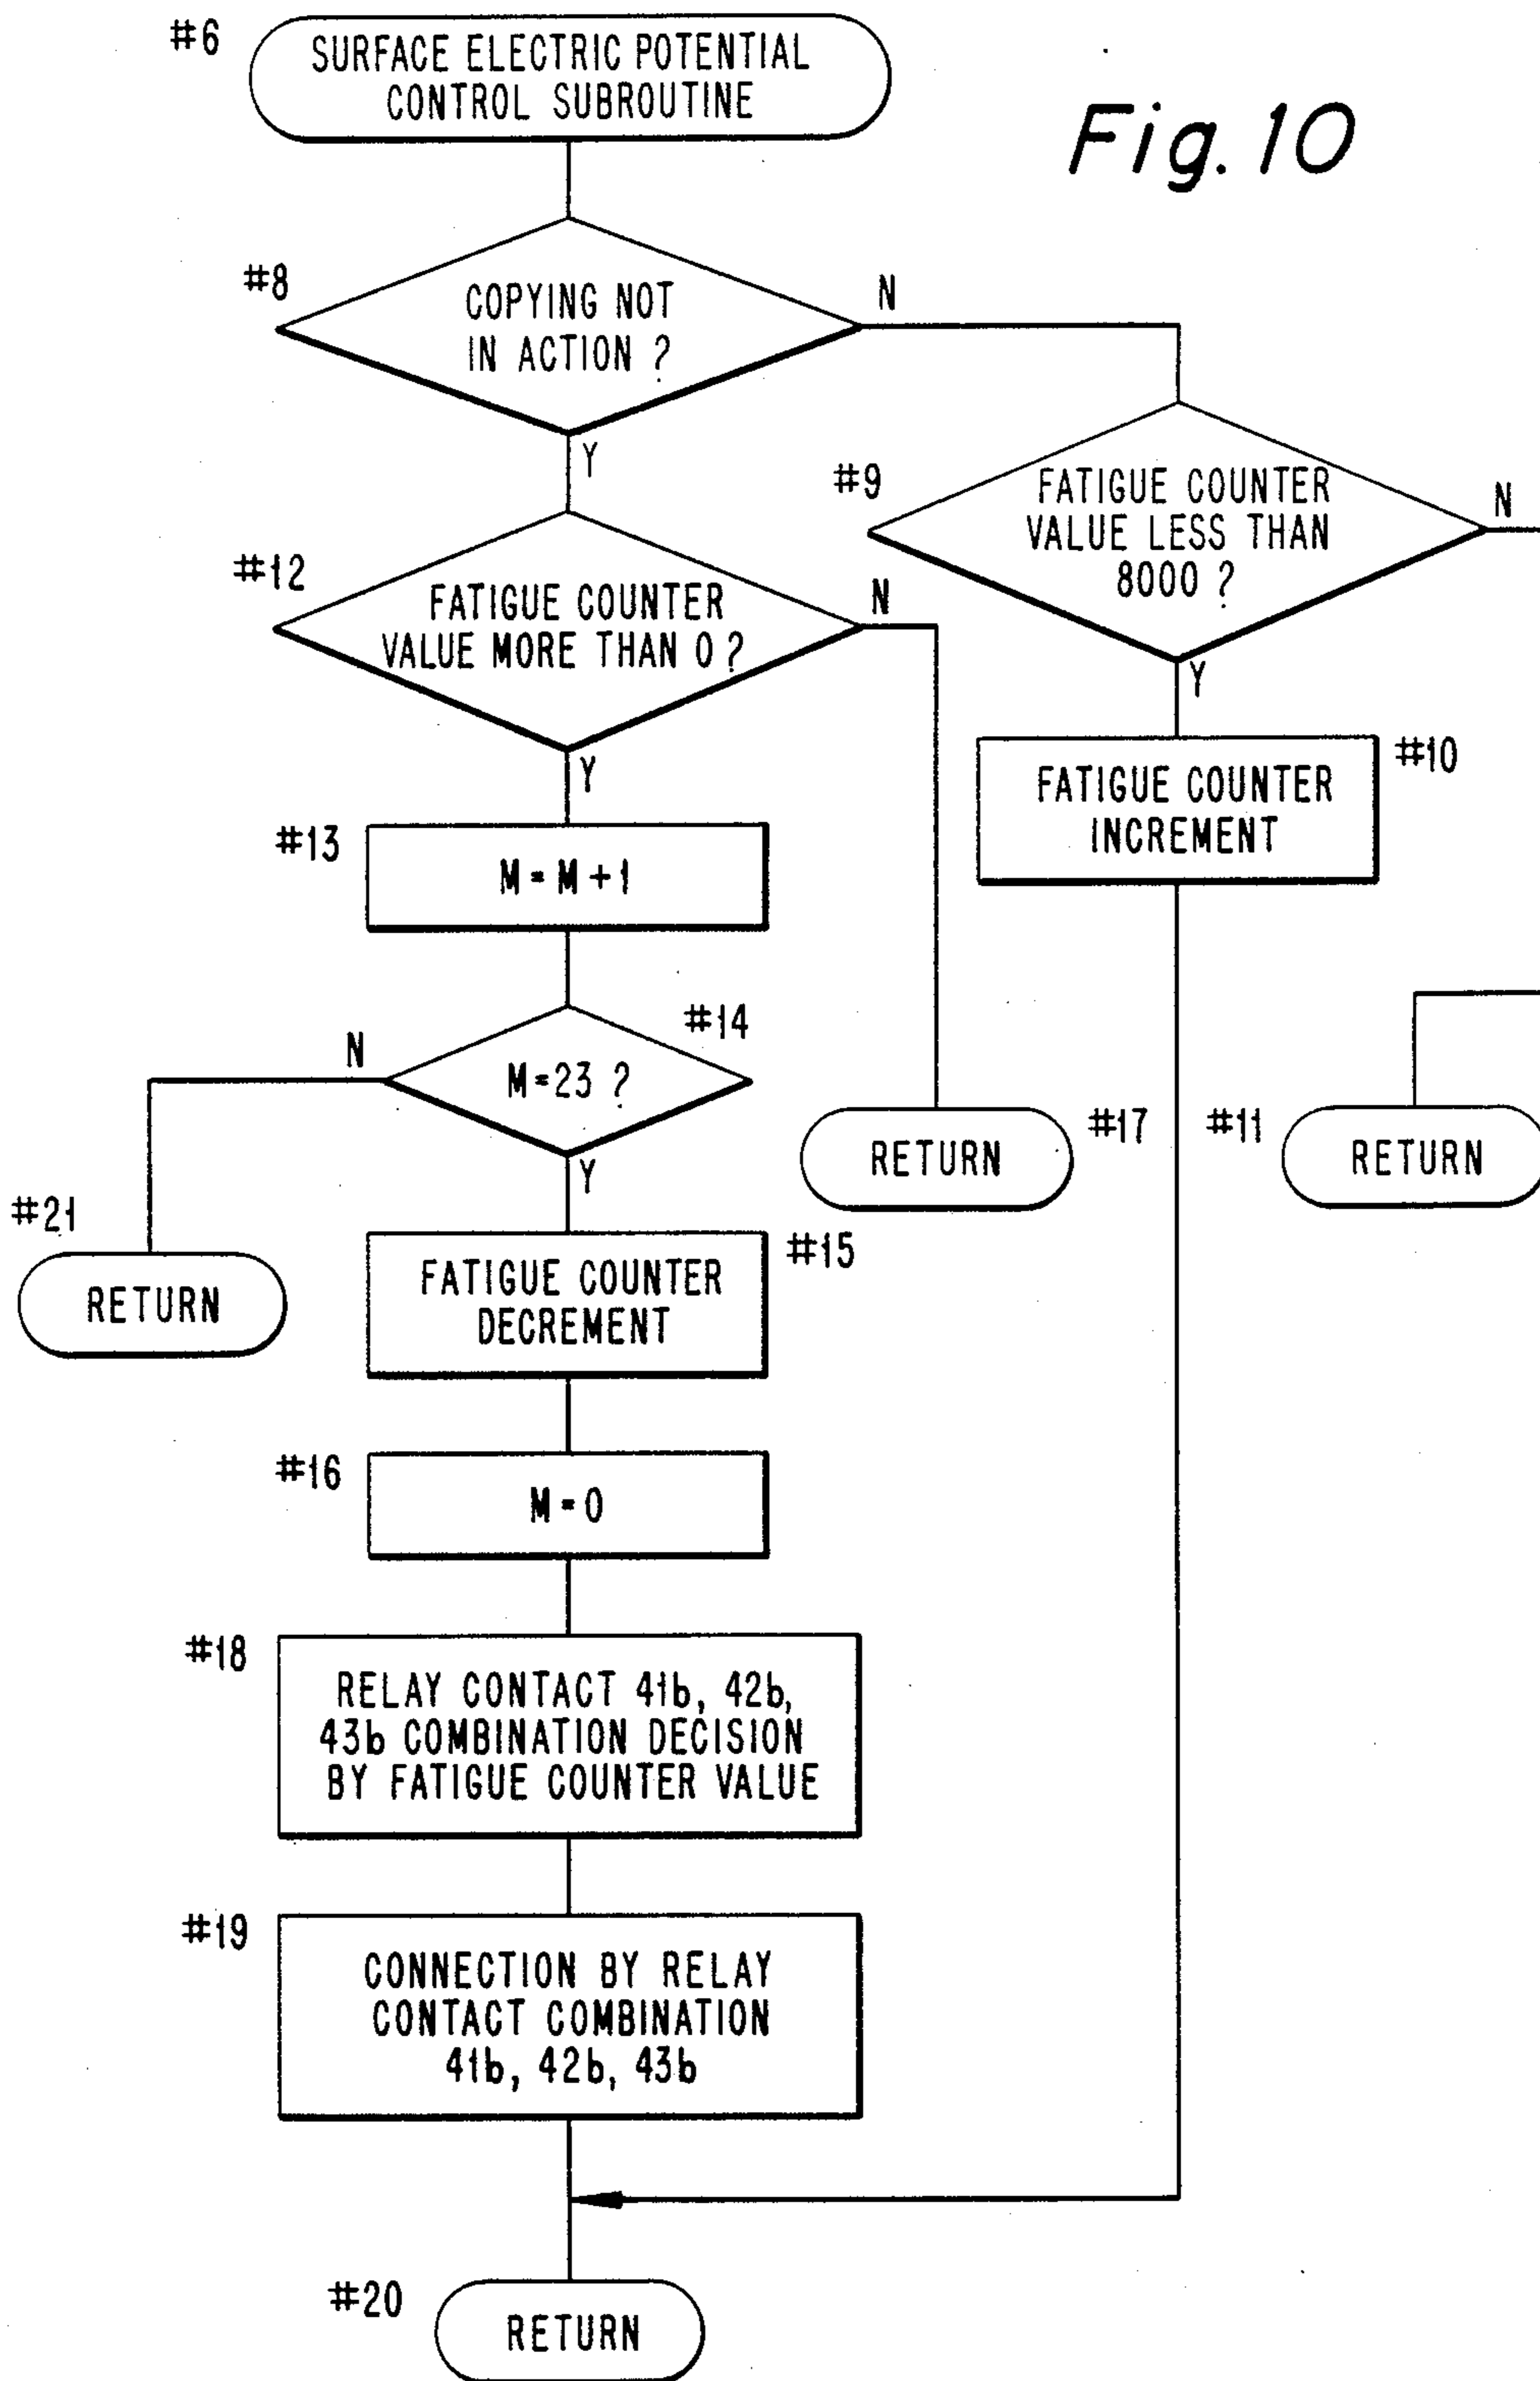 #6
SURFACE ELECTRIC POTENTIAL
CONTROL SUBROUTINE
Fig. 10
#8
COPYING NOT
IN ACTION ?
N
Y
#9
FATIGUE COUNTER
VALUE LESS THAN
8000 ?
N
Y
#12
FATIGUE COUNTER
VALUE MORE THAN 0 ?
N
Y
#10
FATIGUE COUNTER
INCREMENT
#13
M = M + 1
#14
M = 23 ?
N
Y
RETURN
#17
#11
RETURN
#21
RETURN
#15
FATIGUE COUNTER
DECREMENT
#16
M = 0
#18
RELAY CONTACT 41b, 42b,
43b COMBINATION DECISION
BY FATIGUE COUNTER VALUE
#19
CONNECTION BY RELAY
CONTACT COMBINATION
41b, 42b, 43b
#20
RETURN